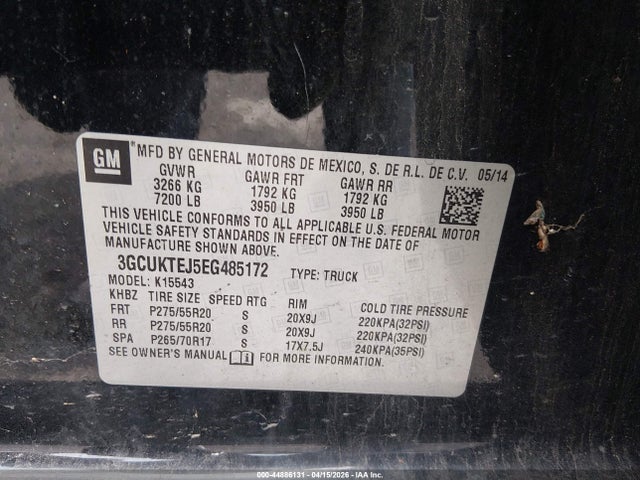 GM MFD BY GENERAL MOTORS DE MEXICO, S. DE R.L. DE C.V. 05/14
GVWR GAWR FRT GAWR RR
3266 KG 1792 KG 1792 KG
7200 LB 3950 LB 3950 LB
THIS VEHICLE CONFORMS TO ALL APPLICABLE U.S. FEDERAL MOTOR
VEHICLE SAFETY STANDARDS IN EFFECT ON THE DATE OF
MANUFACTURE SHOWN ABOVE.
3GCUKTEJ5EG485172 TYPE: TRUCK
MODEL: K15543
KHBZ TIRE SIZE SPEED RTG RIM COLD TIRE PRESSURE
FRT P275/55R20 S 20X9J 220KPA(32PSI)
RR P275/55R20 S 20X9J 220KPA(32PSI)
SPA P265/70R17 S 17X7.5J 240KPA(35PSI)
SEE OWNER'S MANUAL FOR ADDITIONAL INFORMATION.
000-44886131 - 04/15/2026 - IAA Inc.